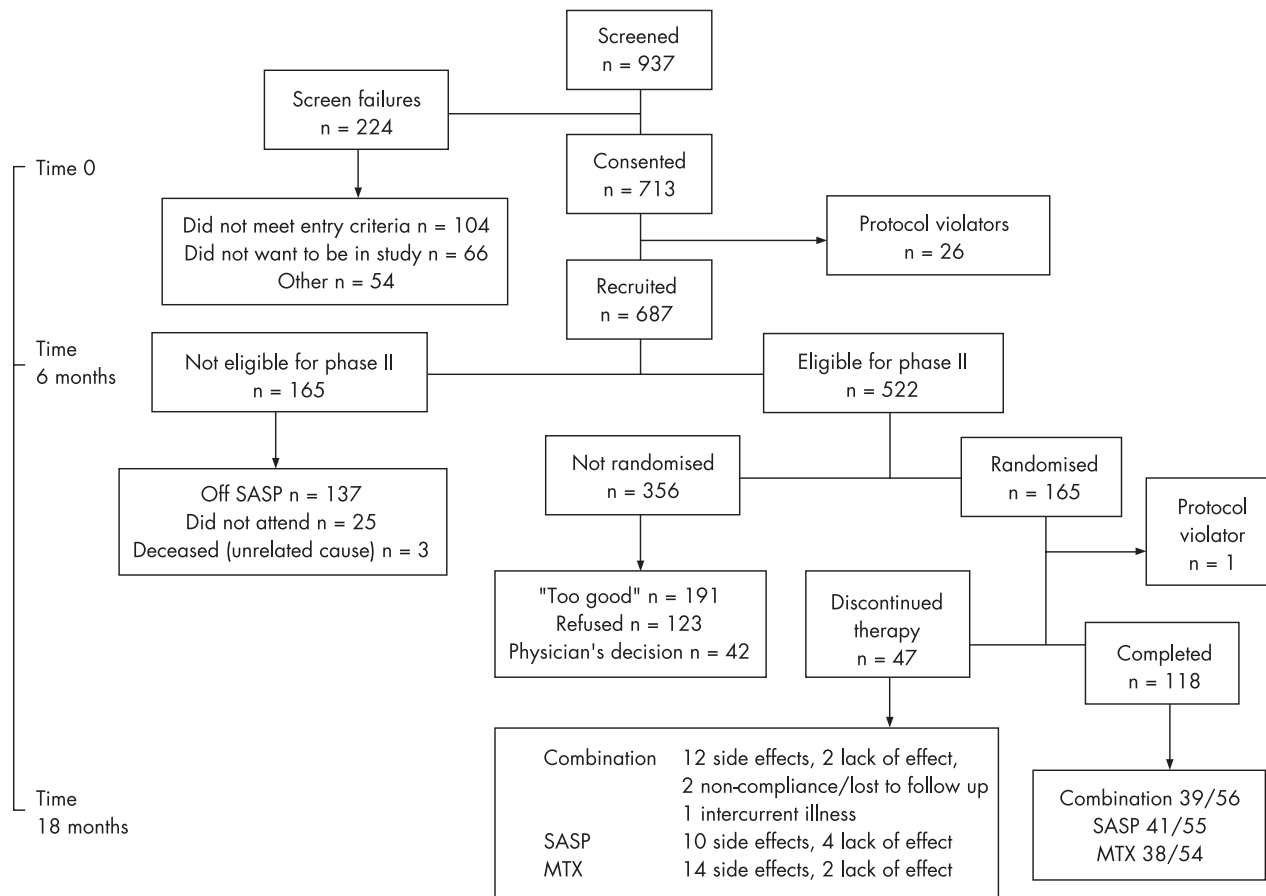 Screened
n = 937
Screen failures
n = 224
Time 0
Consented
n = 713
Did not meet entry criteria n = 104
Did not want to be in study n = 66
Other n = 54
Protocol violators
n = 26
Recruited
n = 687
Time
6 months
Not eligible for phase II
n = 165
Eligible for phase II
n = 522
Off SASP n = 137
Did not attend n = 25
Deceased (unrelated cause) n = 3
Not randomised
n = 356
Randomised
n = 165
Protocol
violator
n = 1
"Too good" n = 191
Refused n = 123
Physician's decision n = 42
Discontinued
therapy
n = 47
Completed
n = 118
Time
18 months
Combination 12 side effects, 2 lack of effect,
2 non-compliance/lost to follow up
1 intercurrent illness
SASP 10 side effects, 4 lack of effect
MTX 14 side effects, 2 lack of effect
Combination 39/56
SASP 41/55
MTX 38/54